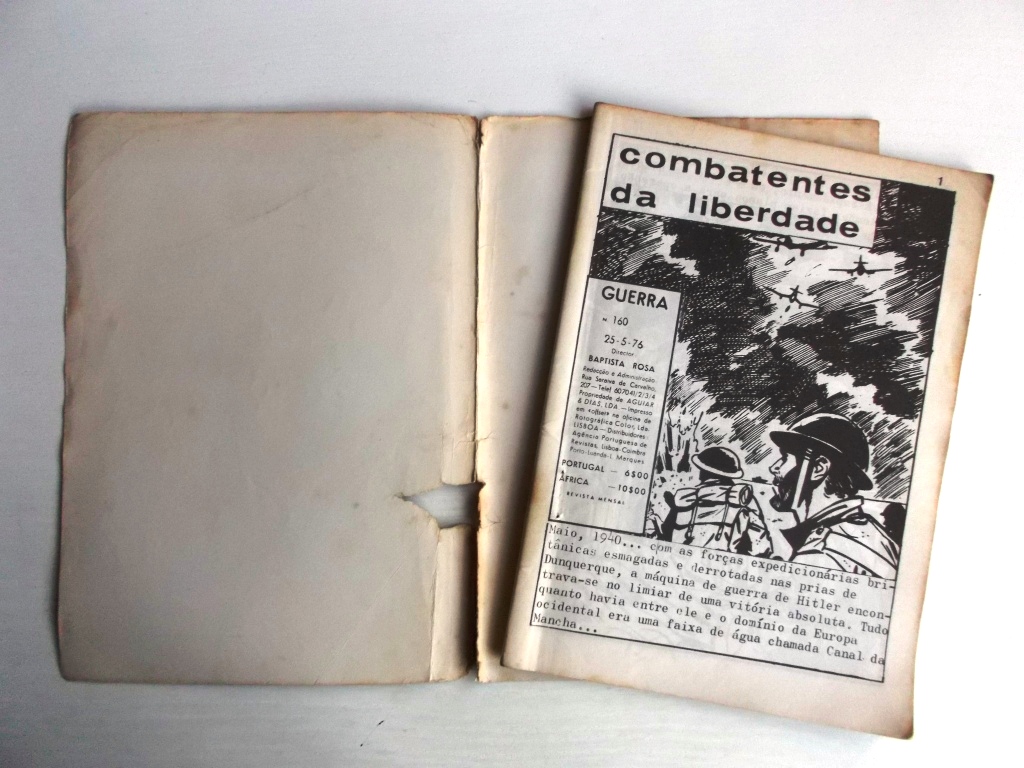 1
combatentes
da liberdade
GUERRA
N. 160
25-5-76
Director
BAPTISTA ROSA
Redacção e Administração:
Rua Saraiva de Carvalho,
207 — Telef. 607041/2/3/4
Propriedade de AGUIAR
& DIAS, LDA — Impresso
em «offset» na oficina de
Rotográfica Color, Lda.
LISBOA — Distribuidores:
Agência Portuguesa de
Revistas, Lisboa-Coimbra
Porto-Luanda-L. Marques
PORTUGAL — 6$00
ÁFRICA — 10$00
REVISTA MENSAL
Maio, 1940... com as forças expedicionárias bri-
tânicas esmagadas e derrotadas nas prias de
Dunquerque, a máquina de guerra de Hitler encon-
trava-se no limiar de uma vitória absoluta. Tudo
quanto havia entre ele e o domínio da Europa
ocidental era uma faixa de água chamada Canal da
Mancha...